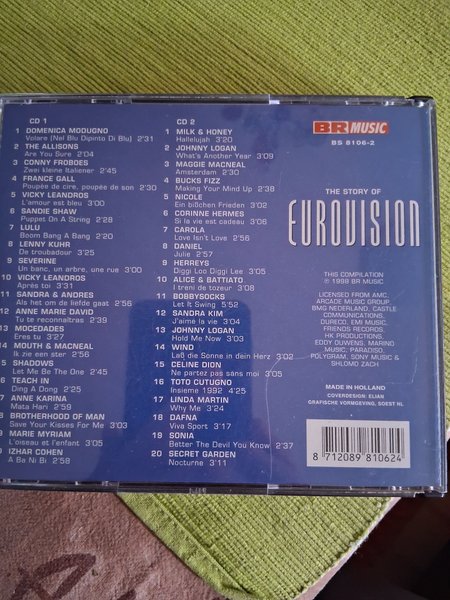 CD 1
1 DOMENICA MODUGNO
Volare (Nel Blu Dipinto Di Blu) 2'31
2 THE ALLISONS
Are You Sure 2'04
3 CONNY FROBOES
Zwei kleine Italiener 2'45
4 FRANCE GALL
Poupée de cire, poupée de son 2'30
5 VICKY LEANDROS
L'amour est bleu 3'00
6 SANDIE SHAW
Puppet On A String 2'28
7 LULU
Boom Bang A Bang 2'20
8 LENNY KUHR
De troubadour 3'25
9 SEVERINE
Un banc, un arbre, une rue 3'00
10 VICKY LEANDROS
Après toi 3'31
11 SANDRA & ANDRES
Als het om de liefde gaat 2'56
12 ANNE MARIE DAVID
Tu te reconnaîtras 2'39
13 MOCEDADES
Eres tu 3'27
14 MOUTH & MACNEAL
Ik zie een ster 2'56
15 SHADOWS
Let Me Be The One 2'45
16 TEACH IN
Ding A Dong 2'25
7 ANNE KARINA
Mata Hari 2'59
8 BROTHERHOOD OF MAN
Save Your Kisses For Me 3'03
9 MARIE MYRIAM
L'oiseau et l'enfant 3'05
0 IZHAR COHEN
A Ba Ni Bi 2'58
CD 2
1 MILK & HONEY
Hallelujah 3'20
2 JOHNNY LOGAN
What's Another Year 3'09
3 MAGGIE MACNEAL
Amsterdam 2'30
4 BUCKS FIZZ
Making Your Mind Up 2'38
5 NICOLE
Ein bißchen Frieden 3'02
6 CORINNE HERMES
Si la vie est cadeau 3'06
7 CAROLA
Love Isn't Love 2'56
8 DANIEL
Julie 2'57
9 HERREYS
Diggi Loo Diggi Lee 3'05
10 ALICE & BATTIATO
I treni di tozeur 3'08
11 BOBBYSOCKS
Let It Swing 2'52
12 SANDRA KIM
J'aime la vie 3'04
13 JOHNNY LOGAN
Hold Me Now 3'03
14 WIND
Laß die Sonne in dein Herz 3'02
15 CELINE DION
Ne partez pas sans moi 3'05
16 TOTO CUTUGNO
Insieme 1992 4'25
17 LINDA MARTIN
Why Me 3'24
18 DAFNA
Viva Sport 3'17
19 SONIA
Better The Devil You Know 2'37
20 SECRET GARDEN
Nocturne 3'11
BR MUSIC
BS 8106-2
THE STORY OF
EUROVISION
THIS COMPILATION
℗ 1998 BR MUSIC
LICENSED FROM AMC,
ARCADE MUSIC GROUP,
BMG NEDERLAND, CASTLE
COMMUNICATIONS,
DURECO, EMI MUSIC,
FRIENDS RECORDS,
HK PRODUCTIONS,
EDDY OUWENS, MARINO
MUSIC, PARADISO,
POLYGRAM, SONY MUSIC &
SHLOMO ZACH
MADE IN HOLLAND
COVERDESIGN: ELIAN
GRAFISCHE VORMGEVING, SOEST NL
8 712089 810624